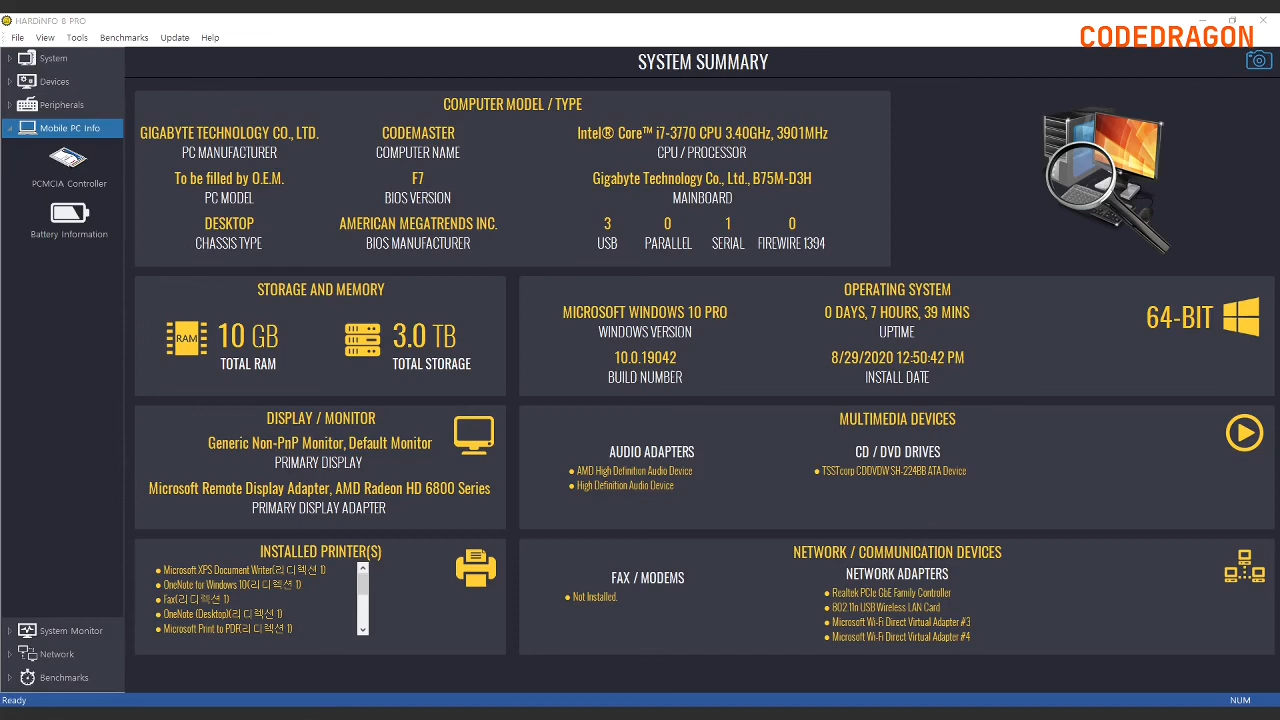 HARDiNFO 8 PRO
CODEDRAGON
File View Tools Benchmarks Update Help
System
Devices
Peripherals
Mobile PC Info
PCMCIA Controller
Battery Information
System Monitor
Network
Benchmarks
SYSTEM SUMMARY
COMPUTER MODEL / TYPE
GIGABYTE TECHNOLOGY CO., LTD.
PC MANUFACTURER
CODEMASTER
COMPUTER NAME
Intel® Core™ i7-3770 CPU 3.40GHz, 3901MHz
CPU / PROCESSOR
To be filled by O.E.M.
PC MODEL
F7
BIOS VERSION
Gigabyte Technology Co., Ltd., B75M-D3H
MAINBOARD
DESKTOP
CHASSIS TYPE
AMERICAN MEGATRENDS INC.
BIOS MANUFACTURER
3 0 1 0
USB PARALLEL SERIAL FIREWIRE 1394
STORAGE AND MEMORY
RAM
10 GB
TOTAL RAM
3.0 TB
TOTAL STORAGE
OPERATING SYSTEM
MICROSOFT WINDOWS 10 PRO
WINDOWS VERSION
0 DAYS, 7 HOURS, 39 MINS
UPTIME
64-BIT
10.0.19042
BUILD NUMBER
8/29/2020 12:50:42 PM
INSTALL DATE
DISPLAY / MONITOR
Generic Non-PnP Monitor, Default Monitor
PRIMARY DISPLAY
Microsoft Remote Display Adapter, AMD Radeon HD 6800 Series
PRIMARY DISPLAY ADAPTER
MULTIMEDIA DEVICES
AUDIO ADAPTERS
AMD High Definition Audio Device
High Definition Audio Device
CD / DVD DRIVES
TSSTcorp CDDVDW SH-224BB ATA Device
INSTALLED PRINTER(S)
Microsoft XPS Document Writer(리디렉션 1)
OneNote for Windows 10(리디렉션 1)
Fax(리디렉션 1)
OneNote (Desktop)(리디렉션 1)
Microsoft Print to PDF(리디렉션 1)
NETWORK / COMMUNICATION DEVICES
FAX / MODEMS
Not Installed.
NETWORK ADAPTERS
Realtek PCIe GbE Family Controller
802.11n USB Wireless LAN Card
Microsoft Wi-Fi Direct Virtual Adapter #3
Microsoft Wi-Fi Direct Virtual Adapter #4
Ready
NUM